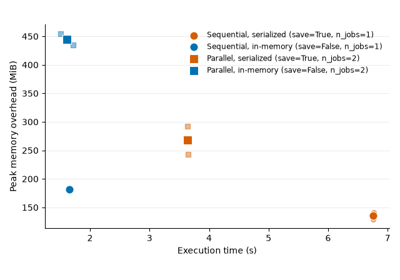 Sequential, serialized (save=True, n_jobs=1)
Sequential, in-memory (save=False, n_jobs=1)
Parallel, serialized (save=True, n_jobs=2)
Parallel, in-memory (save=False, n_jobs=2)
Peak memory overhead (MiB)
450
400
350
300
250
200
150
2
3
4
5
6
7
Execution time (s)